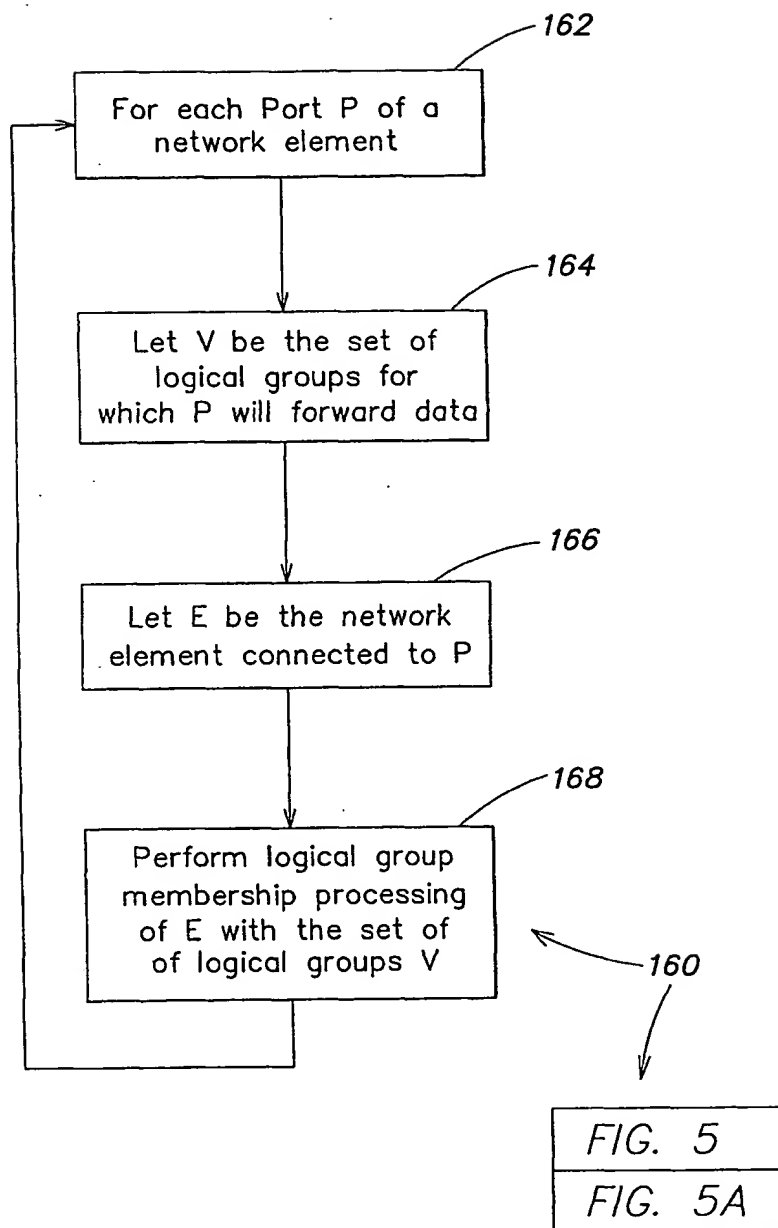 162
For each Port P of a
network element
164
Let V be the set of
logical groups for
which P will forward data
166
Let E be the network
element connected to P
168
Perform logical group
membership processing
of E with the set of
of logical groups V
160
FIG. 5
FIG. 5A